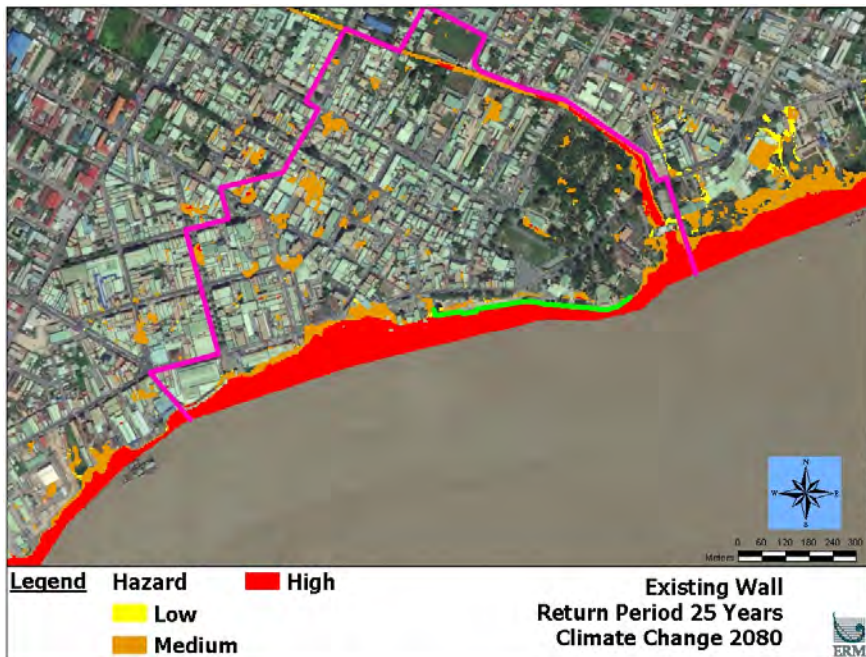 N
W E
S
0 60 120 180 240 300
Meters
Legend Hazard High
Low
Medium
Existing Wall
Return Period 25 Years
Climate Change 2080
ERM